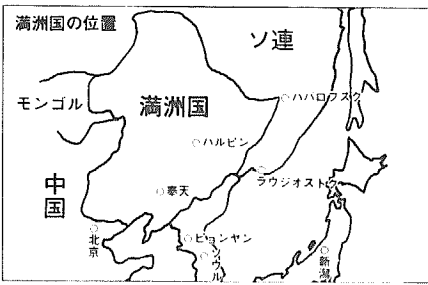 満洲国の位置
ソ連
モンゴル
満洲国
ハバロフスク
ハルビン
中国
奉天
ラウジオストク
北京
ピョンヤン
ソウル
新潟